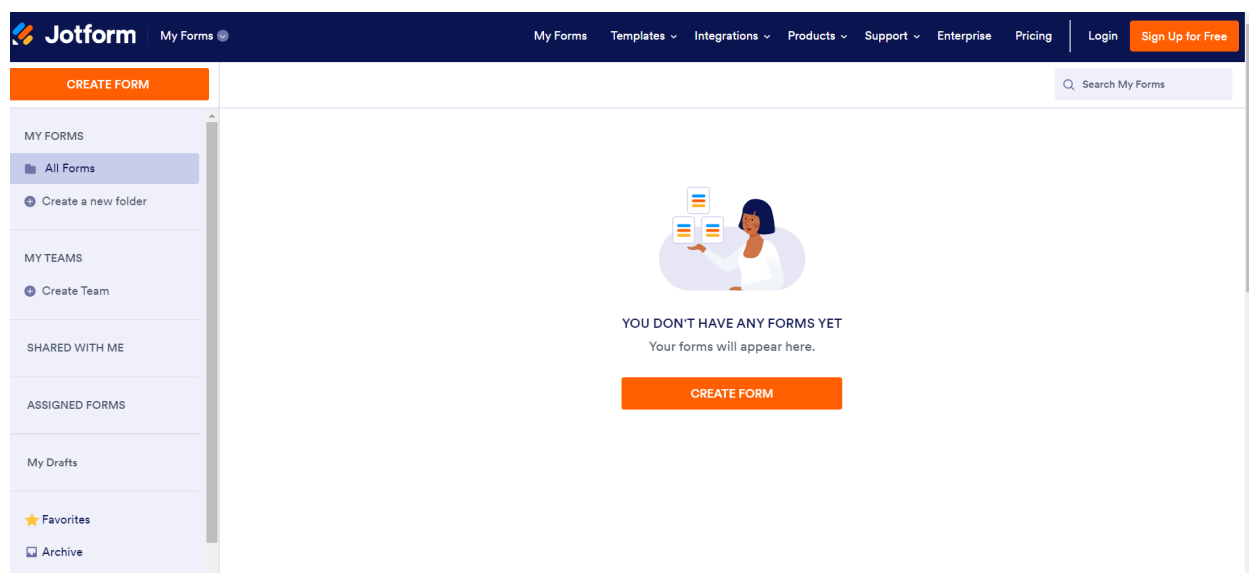 Jotform My Forms My Forms Templates Integrations Products Support Enterprise Pricing Login Sign Up for Free
CREATE FORM
Search My Forms
MY FORMS
All Forms
Create a new folder
MY TEAMS
Create Team
SHARED WITH ME
ASSIGNED FORMS
My Drafts
Favorites
Archive
YOU DON'T HAVE ANY FORMS YET
Your forms will appear here.
CREATE FORM